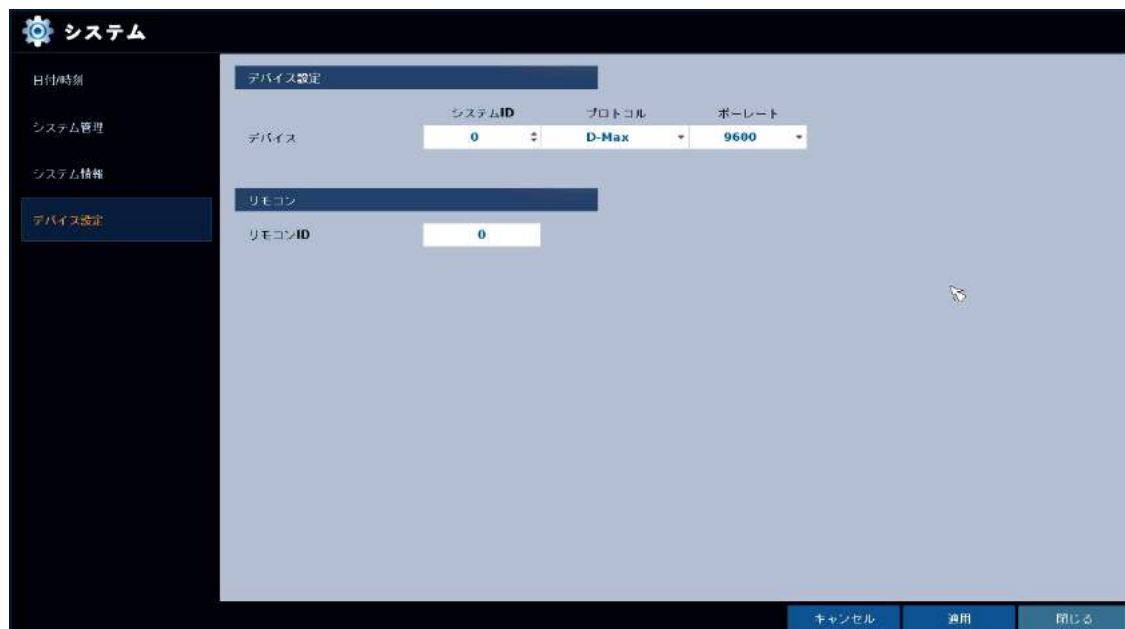 システム
日付/時刻
システム管理
システム情報
デバイス設定
デバイス設定
システムID プロトコル ボーレート
デバイス 0 D-Max 9600
リモコン
リモコンID 0
キャンセル 適用 閉じる